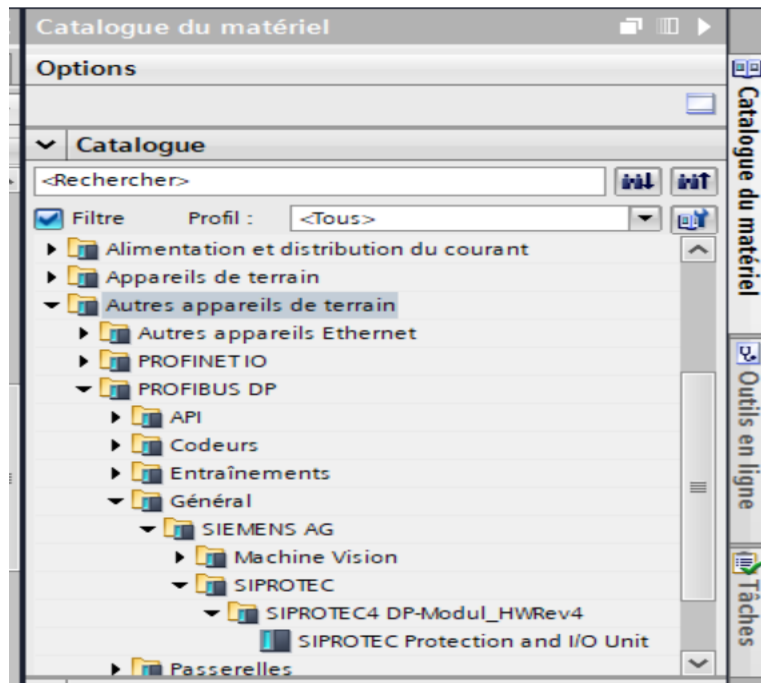 Catalogue du matériel
Options
Catalogue
<Rechercher>
Filtre Profil : <Tous>
Alimentation et distribution du courant
Appareils de terrain
Autres appareils de terrain
Autres appareils Ethernet
PROFINET IO
PROFIBUS DP
API
Codeurs
Entraînements
Général
SIEMENS AG
Machine Vision
SIPROTEC
SIPROTEC4 DP-Modul_HWRev4
SIPROTEC Protection and I/O Unit
Passerelles
Catalogue du matériel
Outils en ligne
Tâches